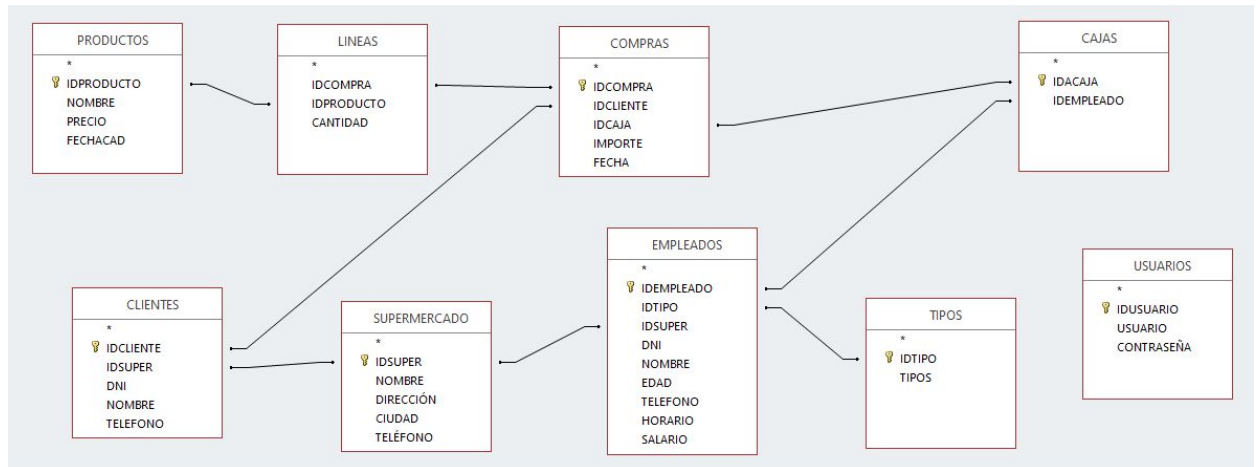 PRODUCTOS
*
IDPRODUCTO
NOMBRE
PRECIO
FECHACAD
LINEAS
*
IDCOMPRA
IDPRODUCTO
CANTIDAD
COMPRAS
*
IDCOMPRA
IDCLIENTE
IDCAJA
IMPORTE
FECHA
CAJAS
*
IDACAJA
IDEMPLEADO
CLIENTES
*
IDCLIENTE
IDSUPER
DNI
NOMBRE
TELEFONO
SUPERMERCADO
*
IDSUPER
NOMBRE
DIRECCIÓN
CIUDAD
TELÉFONO
EMPLEADOS
*
IDEMPLEADO
IDTIPO
IDSUPER
DNI
NOMBRE
EDAD
TELEFONO
HORARIO
SALARIO
TIPOS
*
IDTIPO
TIPOS
USUARIOS
*
IDUSUARIO
USUARIO
CONTRASEÑA